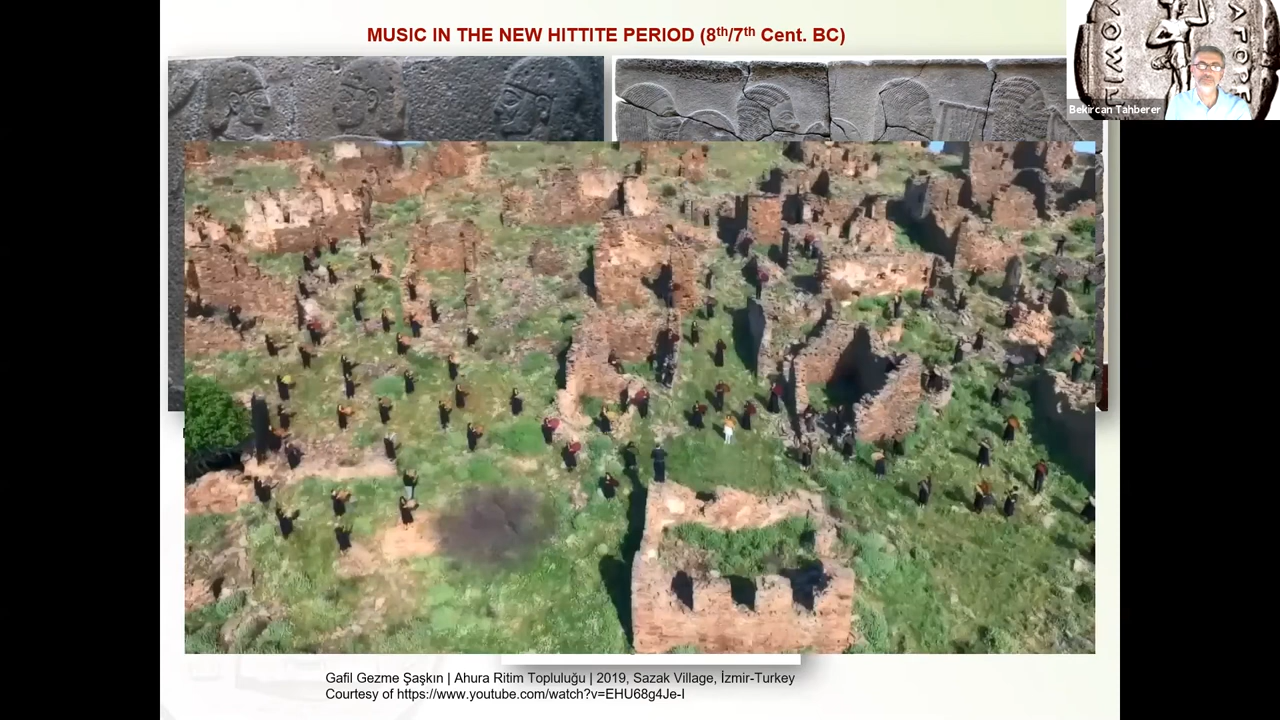 MUSIC IN THE NEW HITTITE PERIOD (8th/7th Cent. BC)
Bekircan Tahberer
Gafil Gezme Şaşkın | Ahura Ritim Topluluğu | 2019, Sazak Village, İzmir-Turkey
Courtesy of https://www.youtube.com/watch?v=EHU68g4Je-I